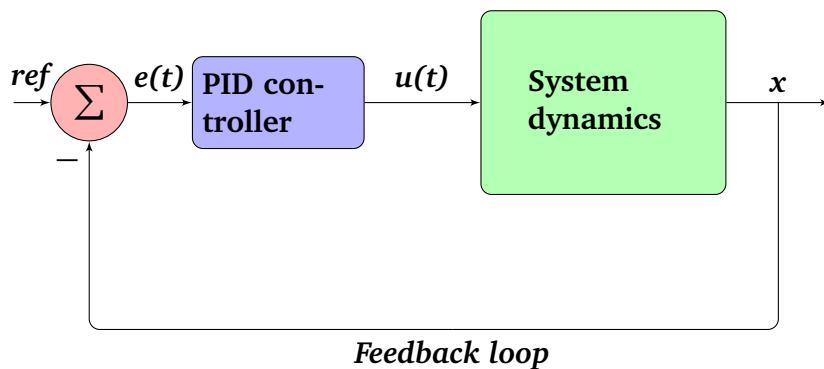 ref
∑
−
e(t)
PID con-
troller
u(t)
System
dynamics
x
Feedback loop